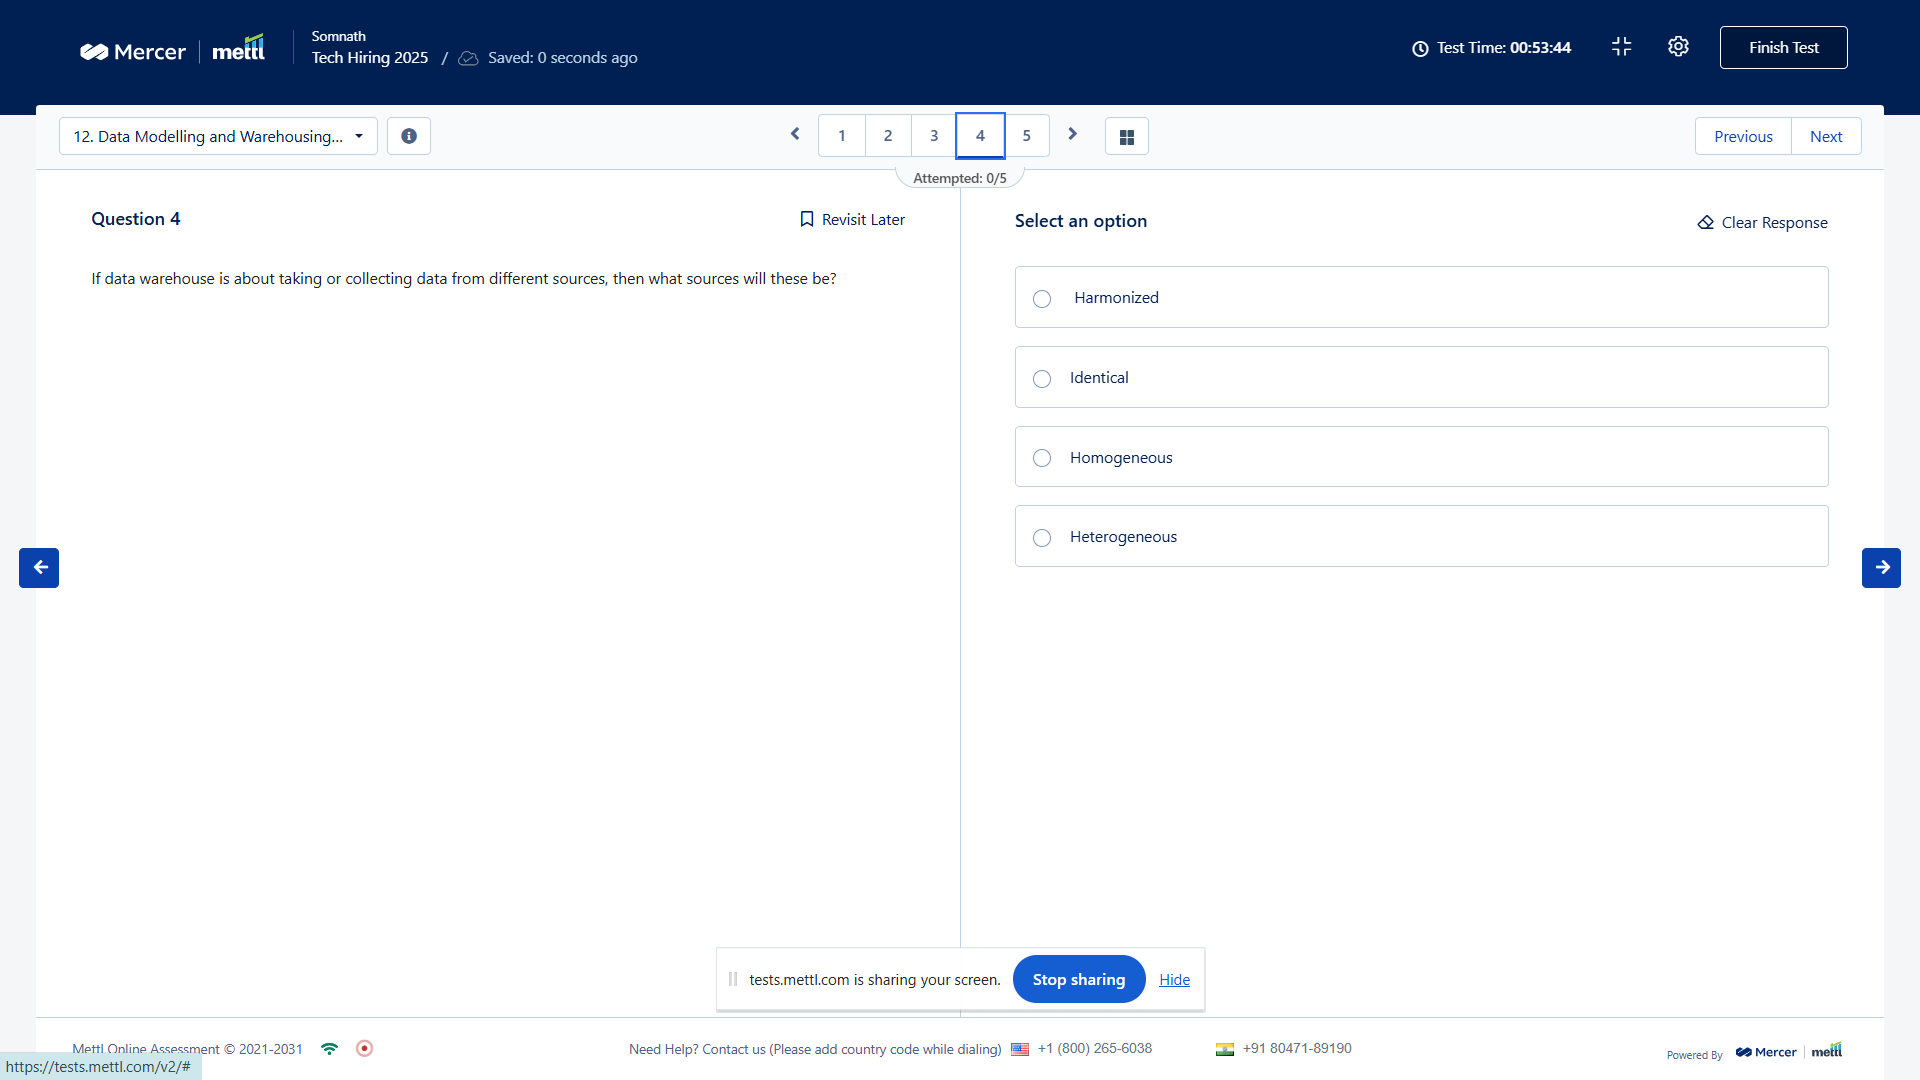 Mercer | mettl
Somnath
Tech Hiring 2025 / Saved: 0 seconds ago
Test Time: 00:53:44
Finish Test
12. Data Modelling and Warehousing...
1 2 3 4 5
Attempted: 0/5
Previous
Next
Question 4
Revisit Later
If data warehouse is about taking or collecting data from different sources, then what sources will these be?
Select an option
Clear Response
Harmonized
Identical
Homogeneous
Heterogeneous
tests.mettl.com is sharing your screen.
Stop sharing
Hide
Mettl Online Assessment © 2021-2031
Need Help? Contact us (Please add country code while dialing)
+1 (800) 265-6038
+91 80471-89190
Powered By
Mercer | mettl
https://tests.mettl.com/v2/#